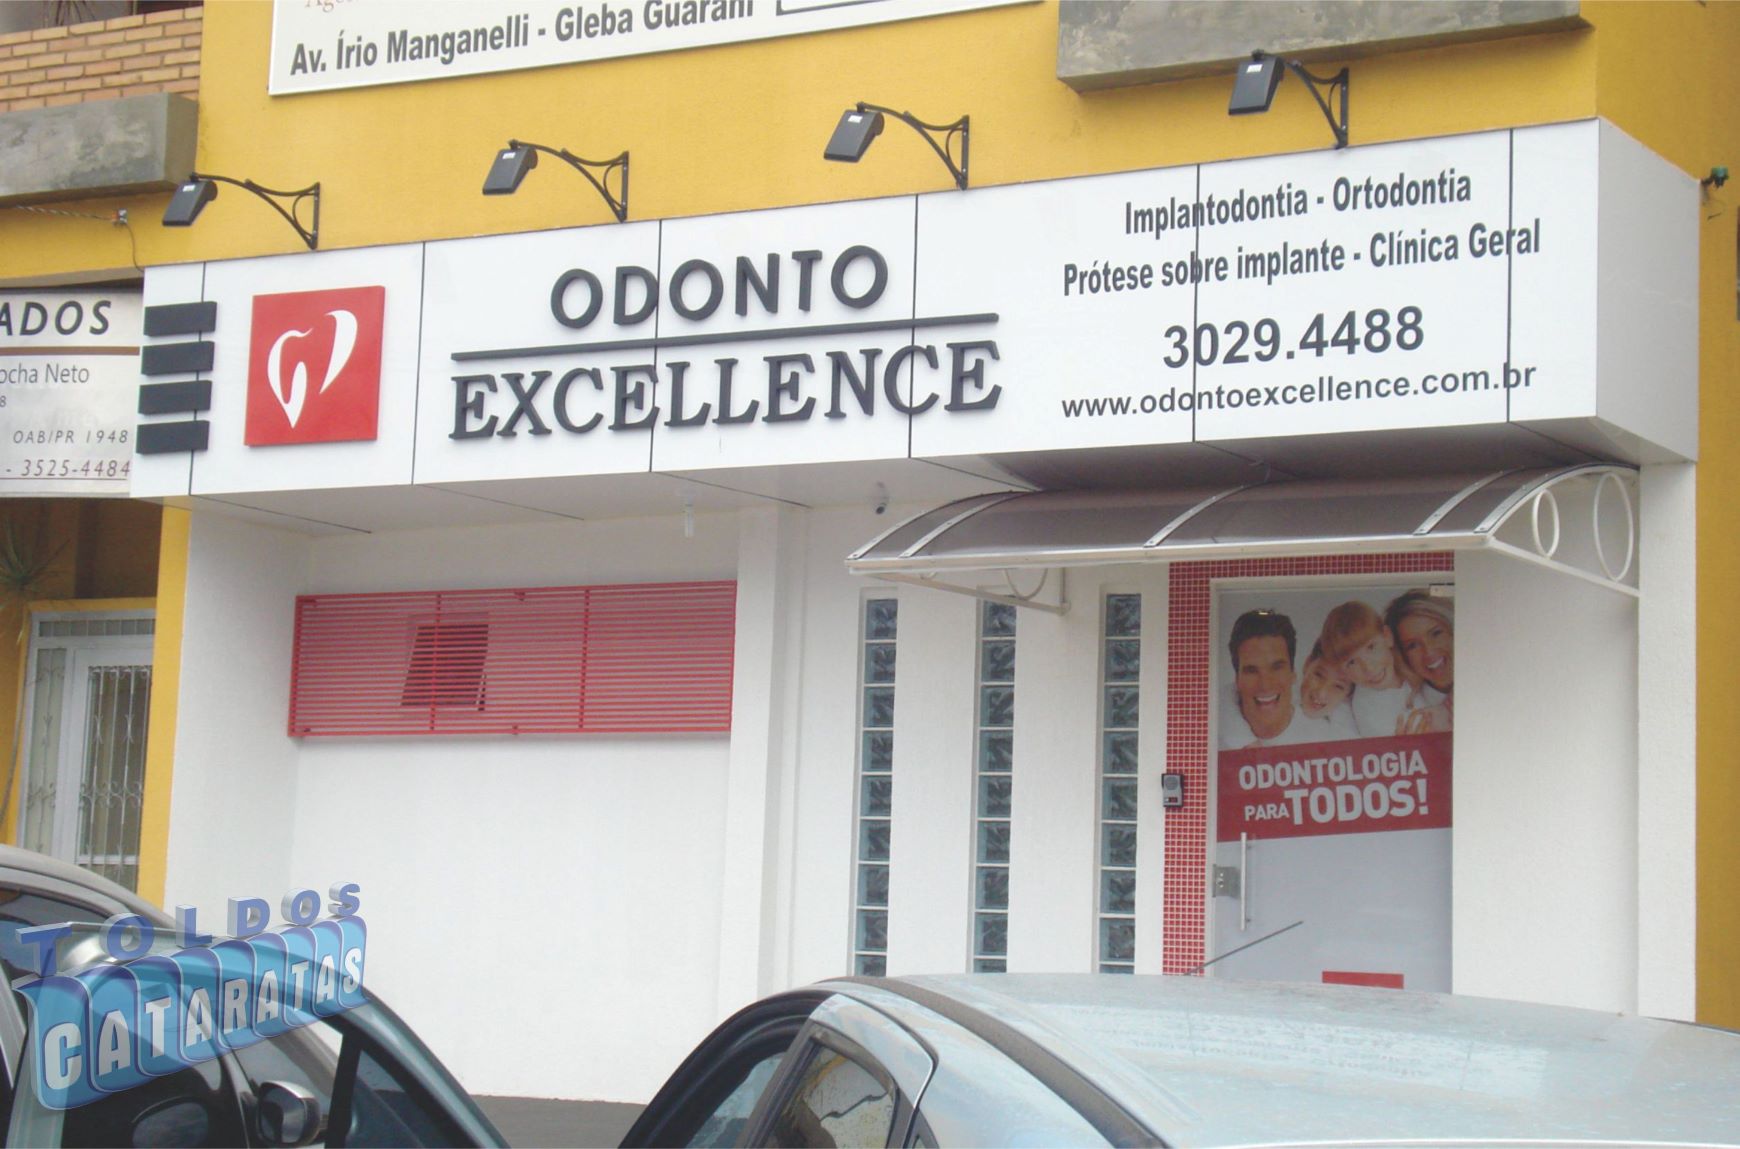 Av. Írio Manganelli - Gleba Guarani
ADOS
ocha Neto
8
OAB/PR 1948
- 3525-4484
ODONTO
EXCELLENCE
Implantodontia - Ortodontia
Prótese sobre implante - Clínica Geral
3029.4488
www.odontoexcellence.com.br
ODONTOLOGIA
PARA TODOS!
TOLDOS
CATARATAS